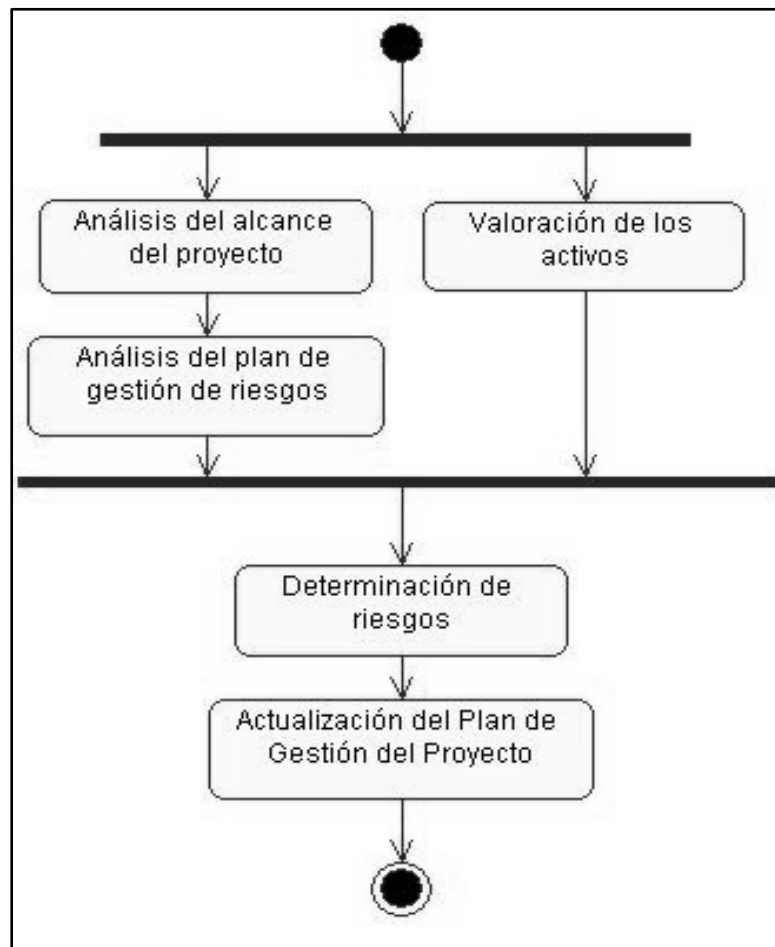 Análisis del alcance
del proyecto
Valoración de los
activos
Análisis del plan de
gestión de riesgos
Determinación de
riesgos
Actualización del Plan de
Gestión del Proyecto